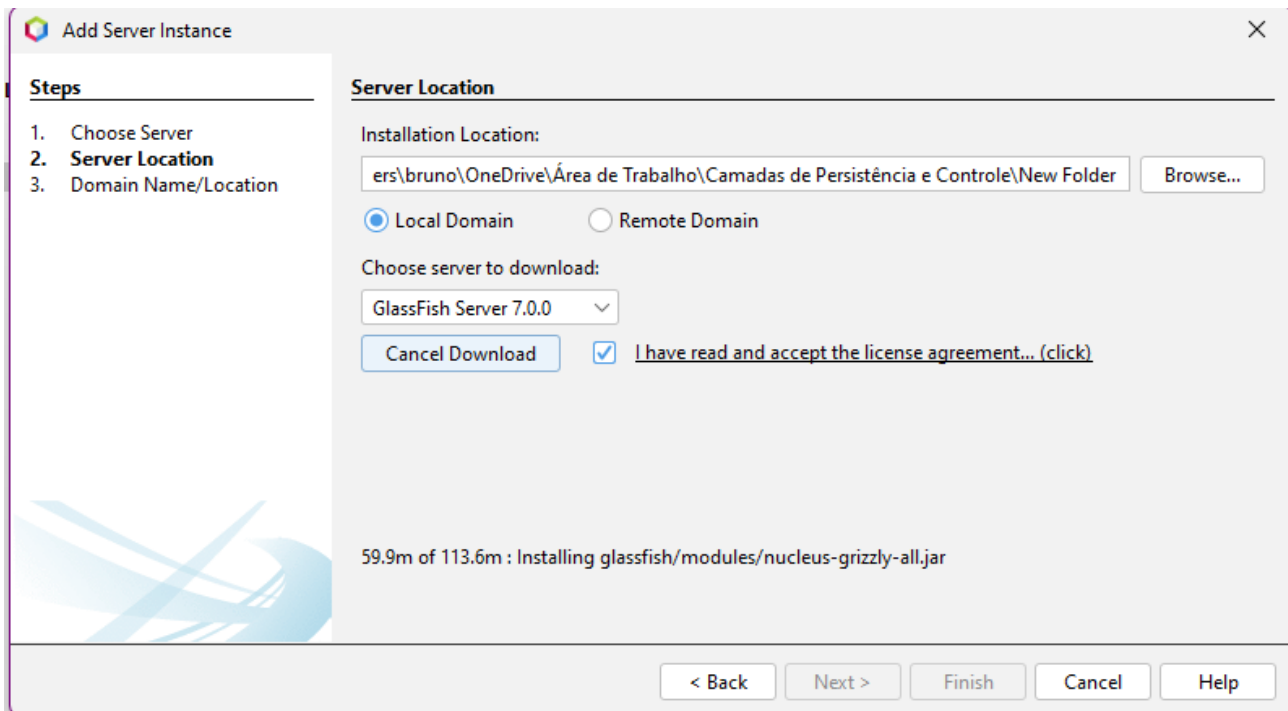 Add Server Instance
Steps
1. Choose Server
2. Server Location
3. Domain Name/Location
Server Location
Installation Location:
ers\bruno\OneDrive\Área de Trabalho\Camadas de Persistência e Controle\New Folder
Browse...
Local Domain
Remote Domain
Choose server to download:
GlassFish Server 7.0.0
Cancel Download
I have read and accept the license agreement... (click)
59.9m of 113.6m : Installing glassfish/modules/nucleus-grizzly-all.jar
< Back
Next >
Finish
Cancel
Help